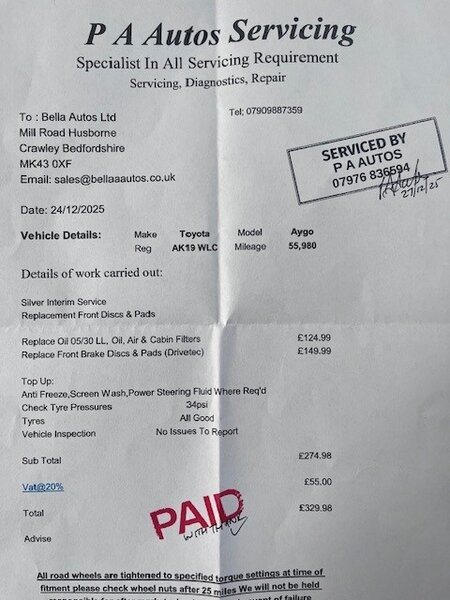 P A Autos Servicing
Specialist In All Servicing Requirement
Servicing, Diagnostics, Repair
Tel; 07909887359
To : Bella Autos Ltd
Mill Road Husborne
Crawley Bedfordshire
MK43 0XF
Email: sales@bellaaautos.co.uk
SERVICED BY
P A AUTOS
07976 836594
27/12/25
Date: 24/12/2025
Vehicle Details: Make Toyota Model Aygo
Reg AK19 WLC Mileage 55,980
Details of work carried out:
Silver Interim Service
Replacement Front Discs & Pads
Replace Oil 05/30 LL, Oil, Air & Cabin Filters £124.99
Replace Front Brake Discs & Pads (Drivetec) £149.99
Top Up:
Anti Freeze,Screen Wash,Power Steering Fluid Where Req'd
Check Tyre Pressures 34psi
Tyres All Good
Vehicle Inspection No Issues To Report
Sub Total £274.98
Vat@20% £55.00
Total £329.98
PAID
WITH THANX
Advise
All road wheels are tightened to specified torque settings at time of
fitment please check wheel nuts after 25 miles We will not be held